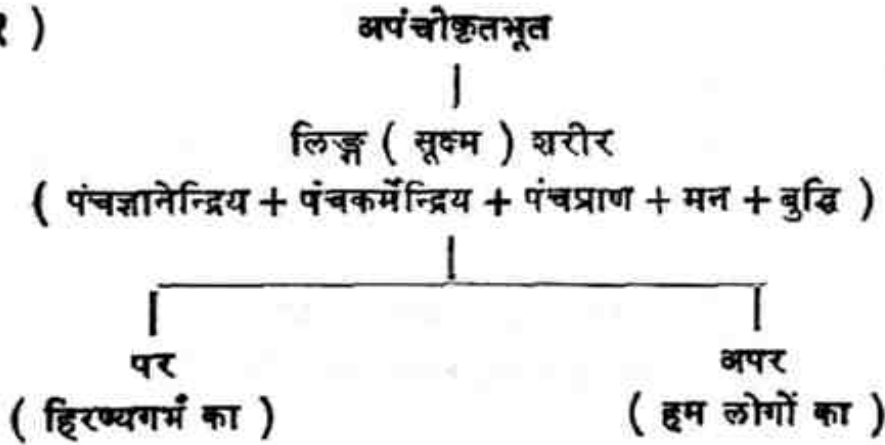 )
अपंचीकृतभूत
लिङ्ग ( सूक्ष्म ) शरीर
( पंचज्ञानेन्द्रिय + पंचकर्मेन्द्रिय + पंचप्राण + मन + बुद्धि )
पर अपर
( हिरण्यगर्भ का ) ( हम लोगों का )